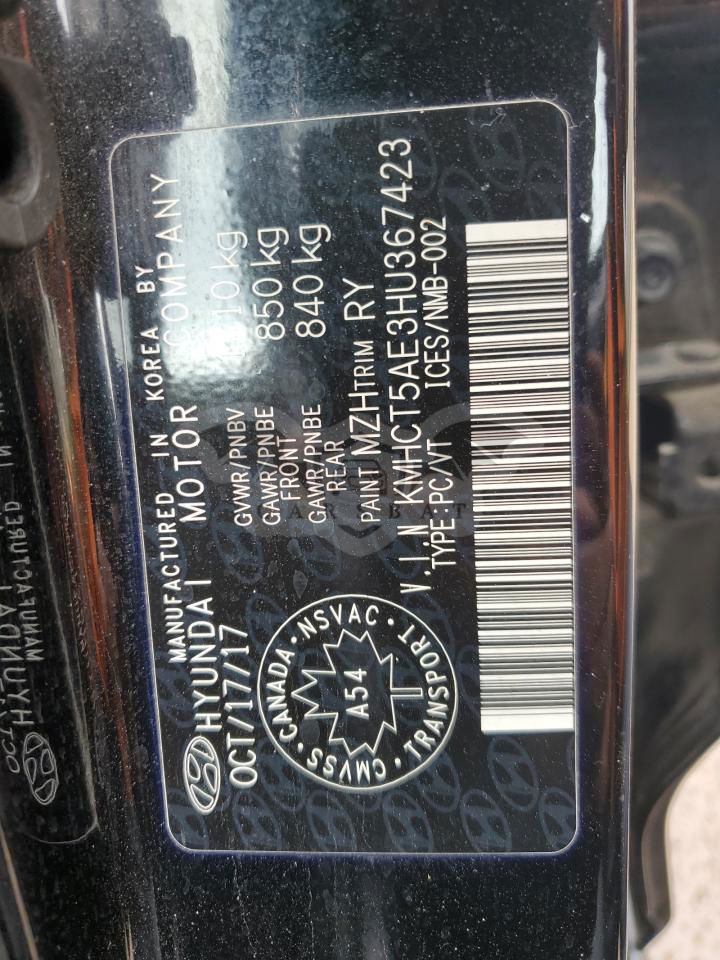 MANUFACTURED IN KOREA BY
HYUNDAI MOTOR COMPANY
OCT/17/17
GVWR/PNBV 10 kg
GAWR/PNBE FRONT 850 kg
GAWR/PNBE REAR 840 kg
PAINT MZH TRIM RY
V.I.N KMHCT5AE3HU367423
TYPE:PC/VT ICES/NMB-002
CANADA · NSVAC · TRANSPORT · CMVSS
A54